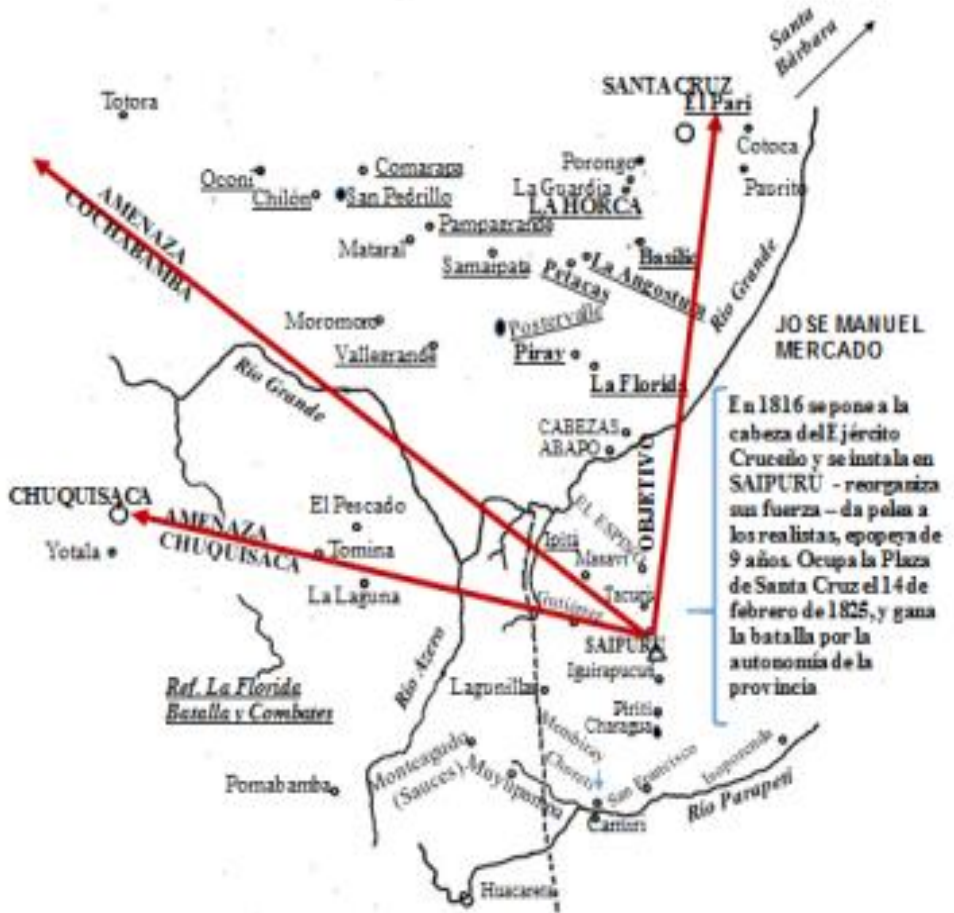 Santa
Bárbara
SANTA CRUZ
El Pari
Totora
Cotoca
Comarapa
Porongo
Oconi
Paurito
Chilón
San Pedrillo
La Guardia
LA HORCA
AMENAZA
COCHABAMBA
Pampagrande
Mataral
Basilio
Samaipata
La Angostura
Petacas
Río Grande
Moromoro
Postervalle
JOSE MANUEL
MERCADO
Vallegrande
Piray
Río Grande
La Florida
En 1816 se pone a la
cabeza del Ejército
Cruceño y se instala en
SAIPURU - reorganiza
sus fuerza – da pelea a
los realistas, epopeya de
9 años. Ocupa la Plaza
de Santa Cruz el 14 de
febrero de 1825, y gana
la batalla por la
autonomía de la
provincia
CABEZAS
ABAPO
OBJETIVO
CHUQUISACA
El Pescado
EL ESPINO
AMENAZA
CHUQUISACA
Ipitá
Yotala
Tomina
Masavi
La Laguna
Gutiérrez
SAIPURU
Iguirapucuti
Río Azero
Lagunillas
Ref. La Florida
Batalla y Combates
Piriti
Charagua
Monteagudo
(Sauces)
Muyupampa
San Francisco
Pomabamba
Río Parapetí
Camiri
Huacareta